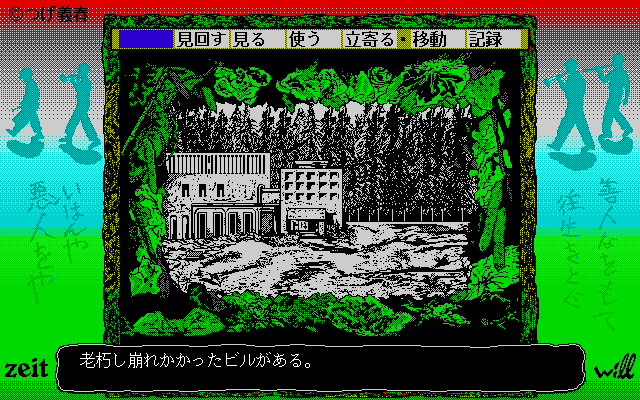 ©つげ義春
見回す 見る 使う 立寄る 移動 記録
善人なをもて
往生をとぐ
いはんや
悪人をや
老朽し崩れかかったビルがある。
zeit
will